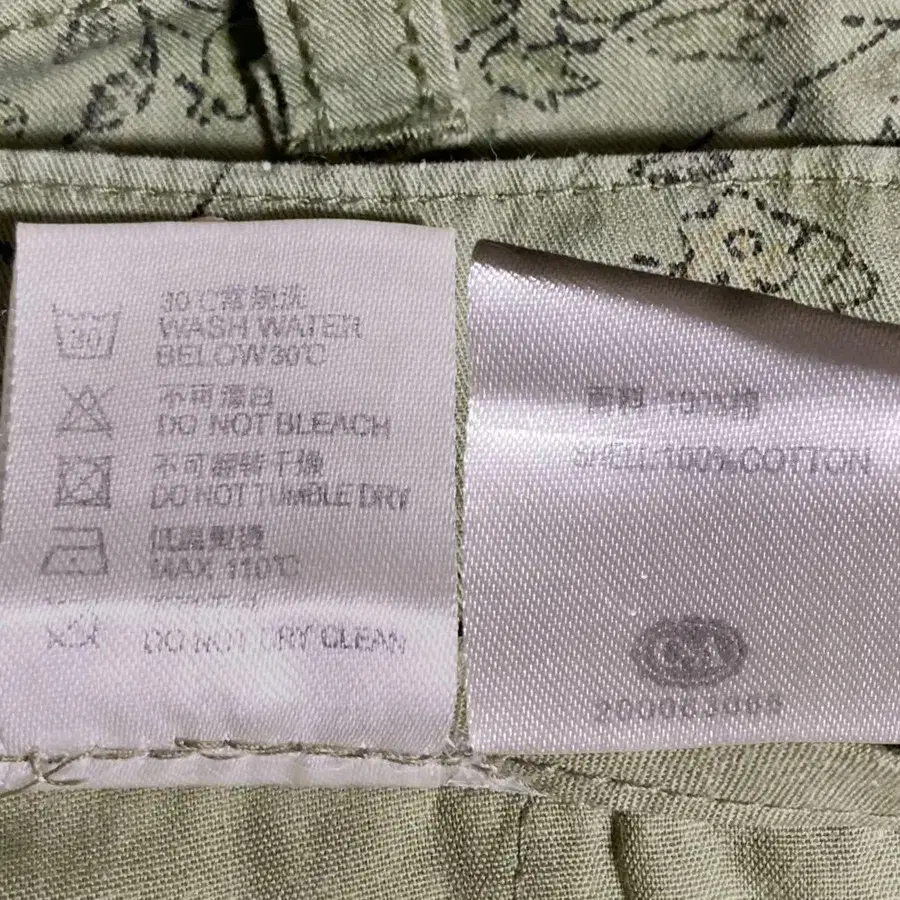 30
30°C常规洗
WASH WATER
BELOW 30℃
不可漂白
DO NOT BLEACH
不可翻转干燥
DO NOT TUMBLE DRY
低温熨烫
MAX 110℃
DO NOT DRY CLEAN
面料:100%棉
SHELL:100%COTTON